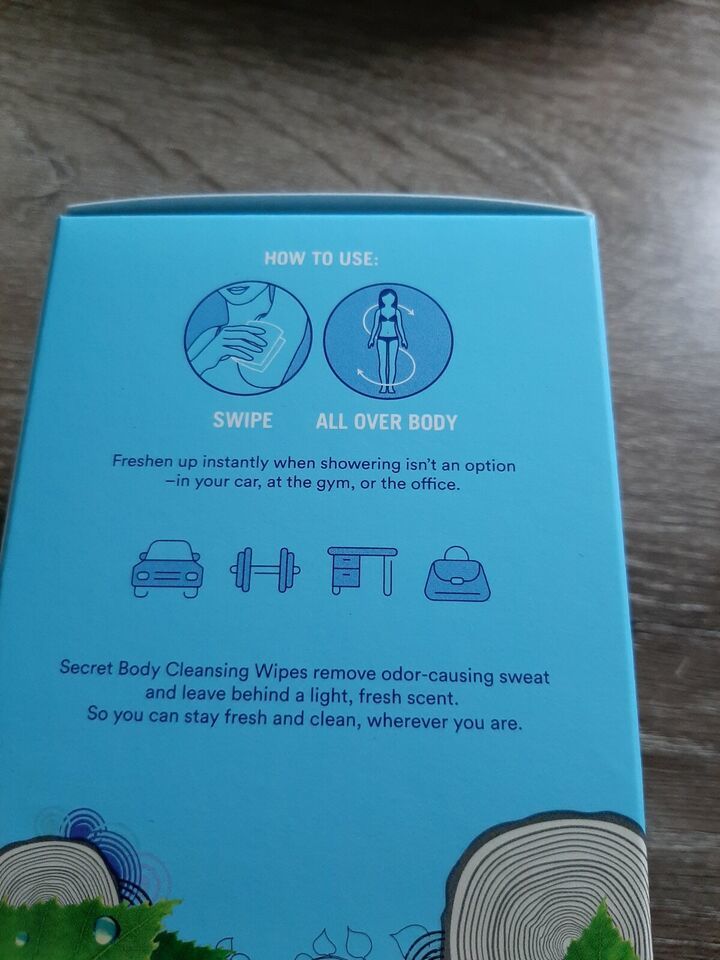 HOW TO USE:
SWIPE ALL OVER BODY
Freshen up instantly when showering isn't an option
–in your car, at the gym, or the office.
Secret Body Cleansing Wipes remove odor-causing sweat
and leave behind a light, fresh scent.
So you can stay fresh and clean, wherever you are.